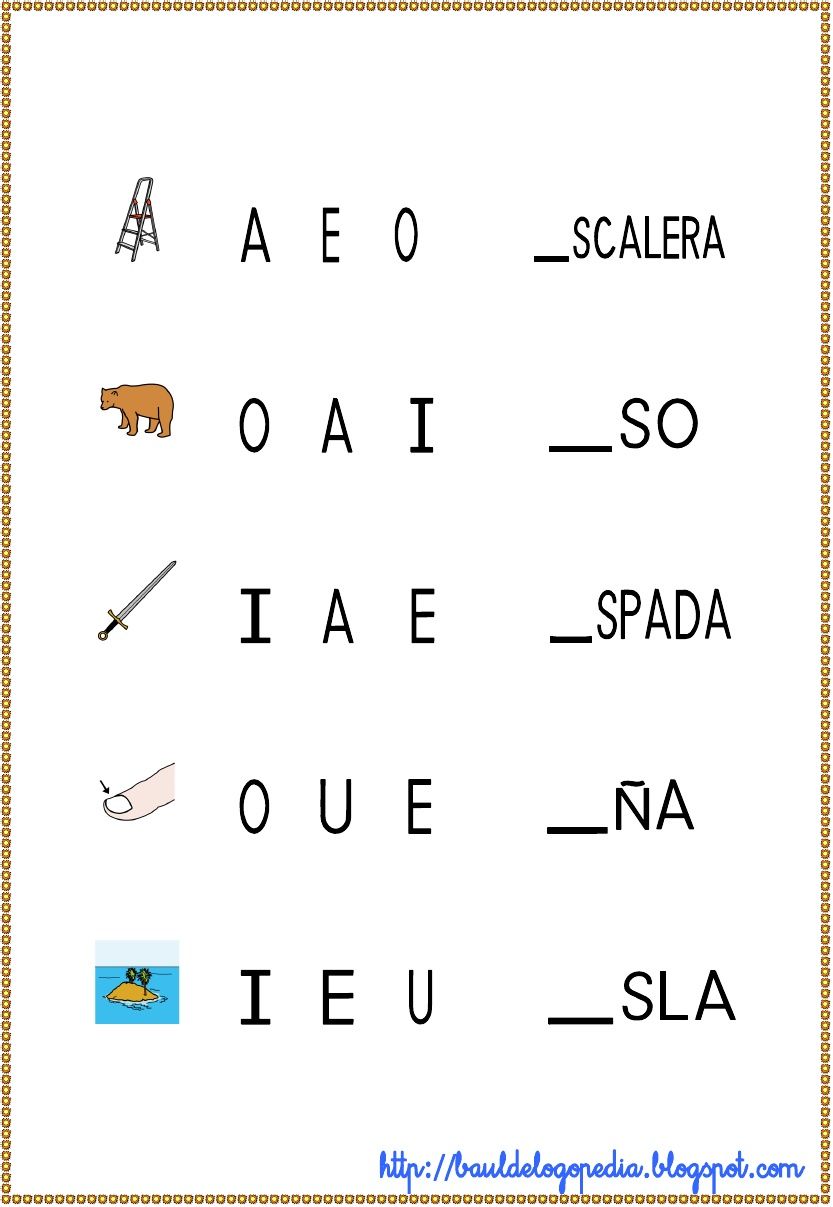 A E O _SCALERA
O A I __SO
I A E _SPADA
O U E __ÑA
I E U __SLA
http://bauldelogopedia.blogspot.com